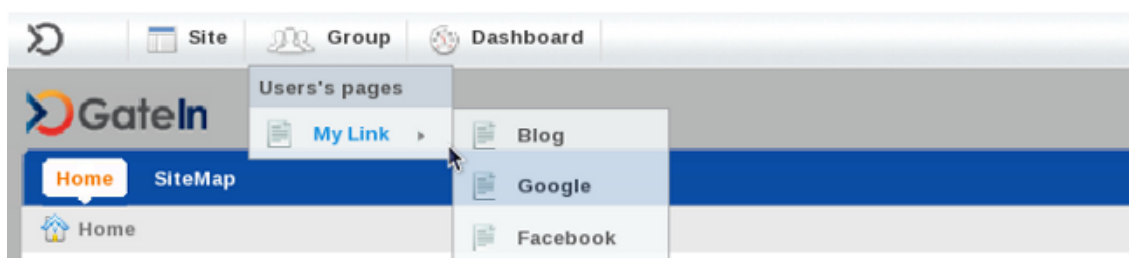 Site Group Dashboard
Users's pages
GateIn
My Link Blog
Home SiteMap Google
Home Facebook